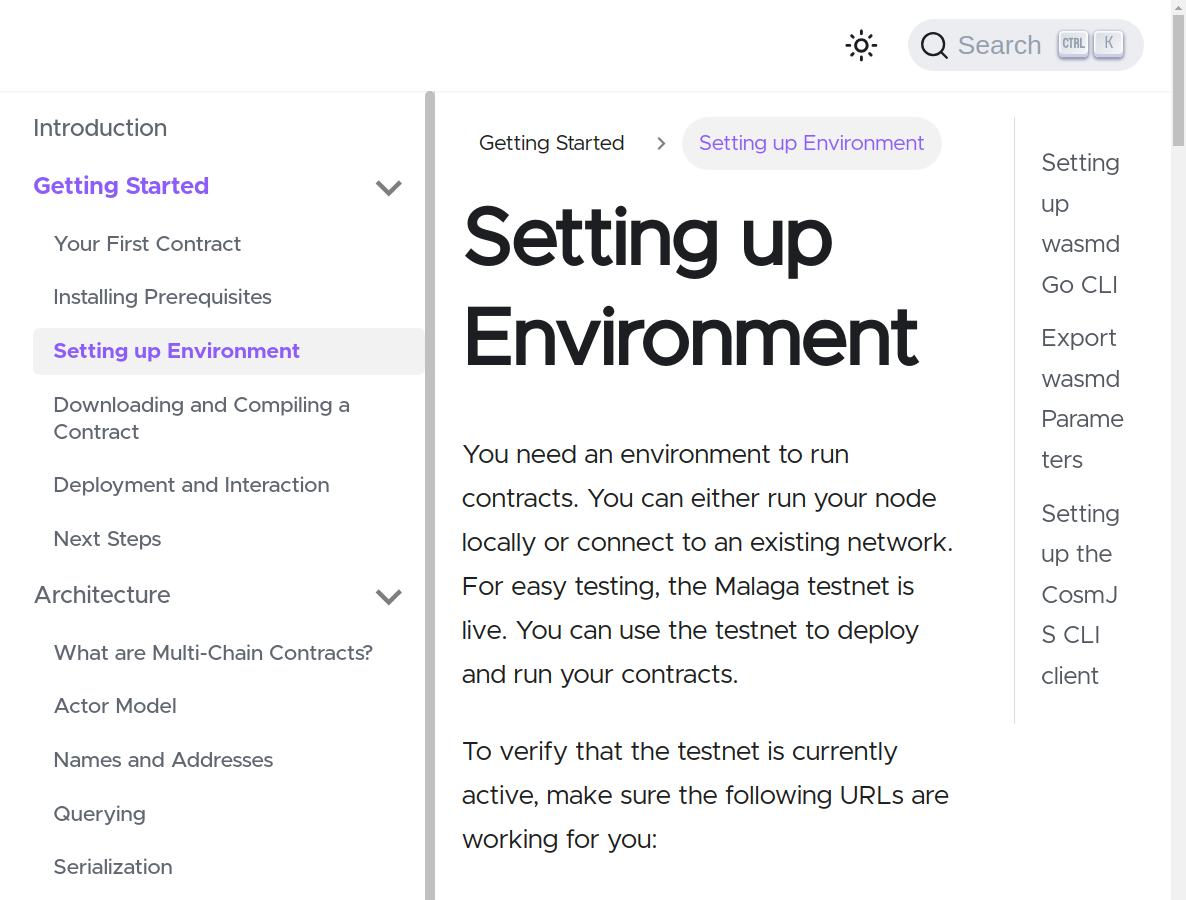 Search CTRL K
Introduction
Getting Started
Your First Contract
Installing Prerequisites
Setting up Environment
Downloading and Compiling a
Contract
Deployment and Interaction
Next Steps
Architecture
What are Multi-Chain Contracts?
Actor Model
Names and Addresses
Querying
Serialization
Getting Started > Setting up Environment
Setting up
Environment
You need an environment to run
contracts. You can either run your node
locally or connect to an existing network.
For easy testing, the Malaga testnet is
live. You can use the testnet to deploy
and run your contracts.
To verify that the testnet is currently
active, make sure the following URLs are
working for you:
Setting
up
wasmd
Go CLI
Export
wasmd
Parame
ters
Setting
up the
CosmJ
S CLI
client